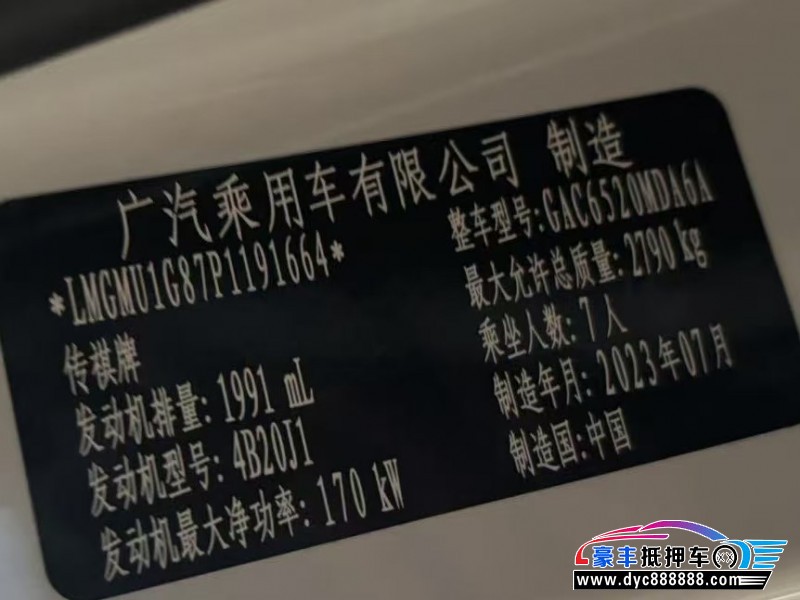 广汽乘用车有限公司 制造
*LMGMU1G87P1191664*
整车型号:GAC6520MDA6A
传祺牌
最大允许总质量:2790 kg
发动机排量:1991 mL
乘坐人数:7人
发动机型号:4B20J1
制造年月:2023年07月
发动机最大净功率:170 kW
制造国:中国
豪丰抵押车
www.dyc888888.com